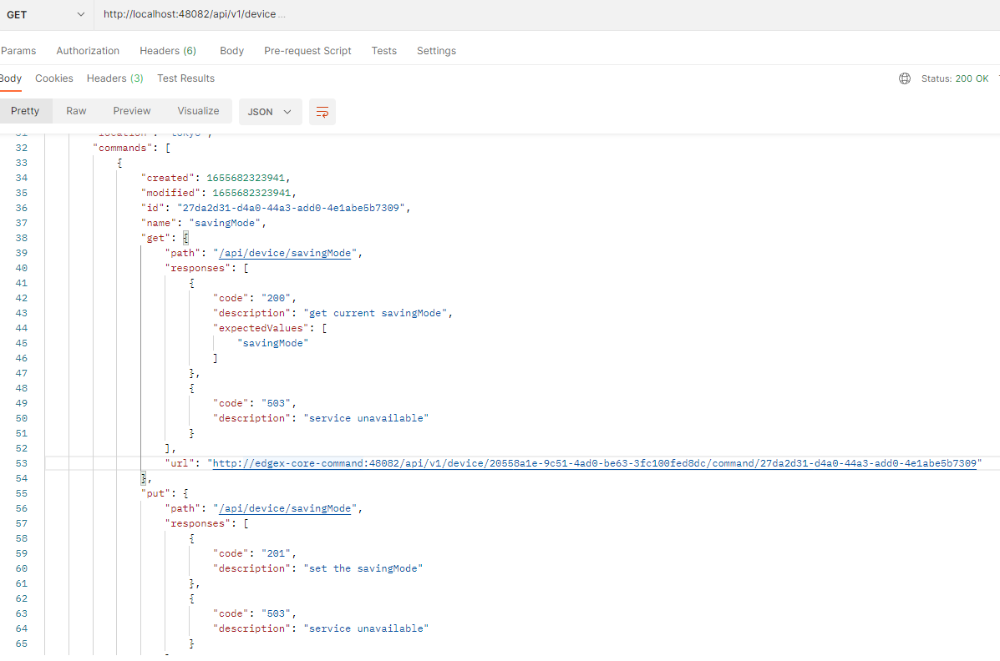 GET http://localhost:48082/api/v1/device ...
Params Authorization Headers (6) Body Pre-request Script Tests Settings
Body Cookies Headers (3) Test Results Status: 200 OK
Pretty Raw Preview Visualize JSON
31 "location": "tokyo",
32 "commands": [
33 {
34 "created": 1655682323941,
35 "modified": 1655682323941,
36 "id": "27da2d31-d4a0-44a3-add0-4e1abe5b7309",
37 "name": "savingMode",
38 "get": {
39 "path": "/api/device/savingMode",
40 "responses": [
41 {
42 "code": "200",
43 "description": "get current savingMode",
44 "expectedValues": [
45 "savingMode"
46 ]
47 },
48 {
49 "code": "503",
50 "description": "service unavailable"
51 }
52 ],
53 "url": "http://edgex-core-command:48082/api/v1/device/20558a1e-9c51-4ad0-be63-3fc100fed8dc/command/27da2d31-d4a0-44a3-add0-4e1abe5b7309"
54 },
55 "put": {
56 "path": "/api/device/savingMode",
57 "responses": [
58 {
59 "code": "201",
60 "description": "set the savingMode"
61 },
62 {
63 "code": "503",
64 "description": "service unavailable"
65 }